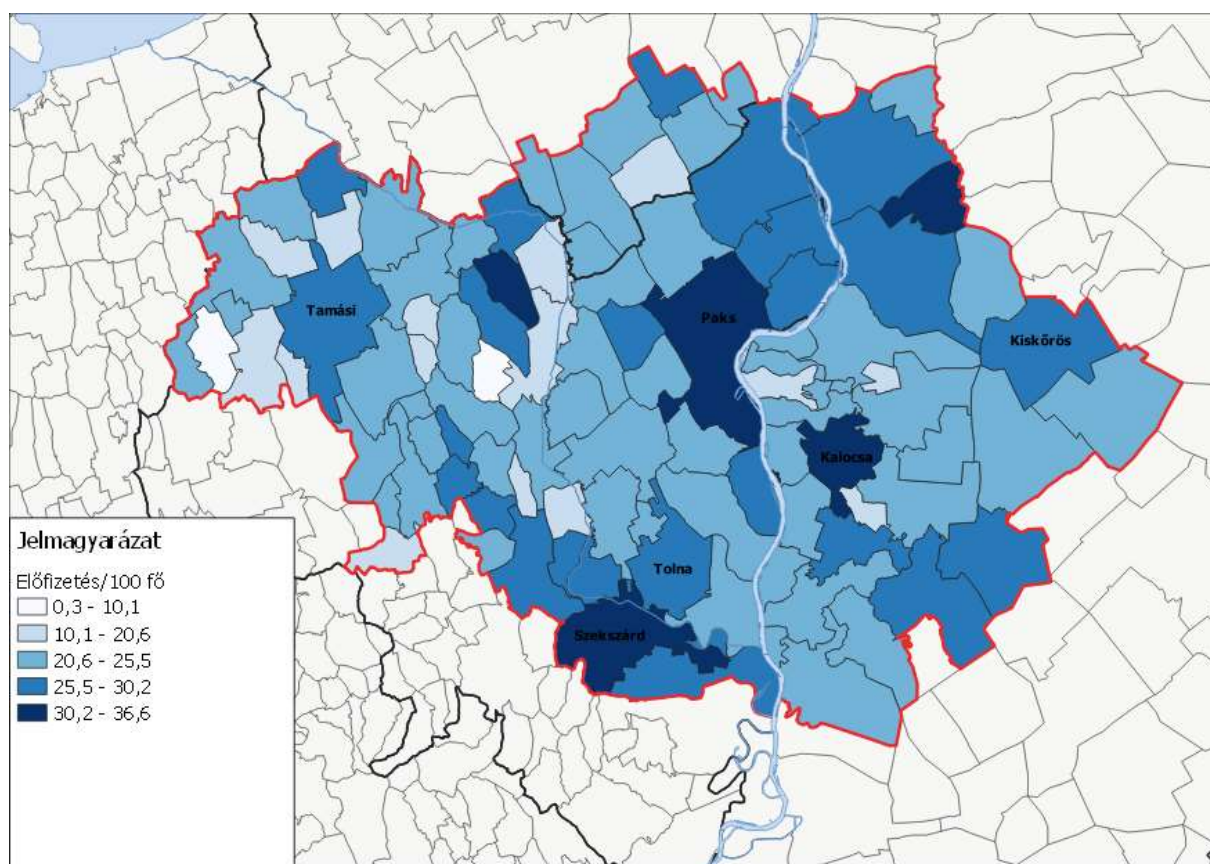 Tamási
Paks
Kiskőrös
Kalocsa
Tolna
Szekszárd
Jelmagyarázat
Előfizetés/100 fő
0,3 - 10,1
10,1 - 20,6
20,6 - 25,5
25,5 - 30,2
30,2 - 36,6